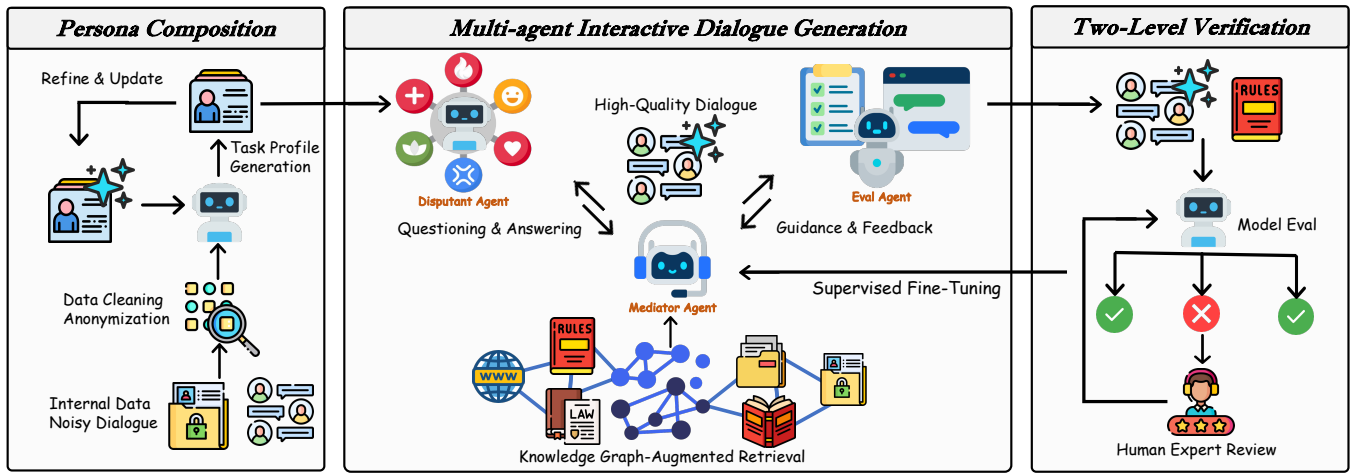 Persona Composition
Refine & Update
Task Profile
Generation
Data Cleaning
Anonymization
Internal Data
Noisy Dialogue
Multi-agent Interactive Dialogue Generation
High-Quality Dialogue
Disputant Agent
Eval Agent
Questioning & Answering
Guidance & Feedback
Mediator Agent
Supervised Fine-Tuning
RULES
WWW
LAW
Knowledge Graph-Augmented Retrieval
Two-Level Verification
RULES
Model Eval
Human Expert Review